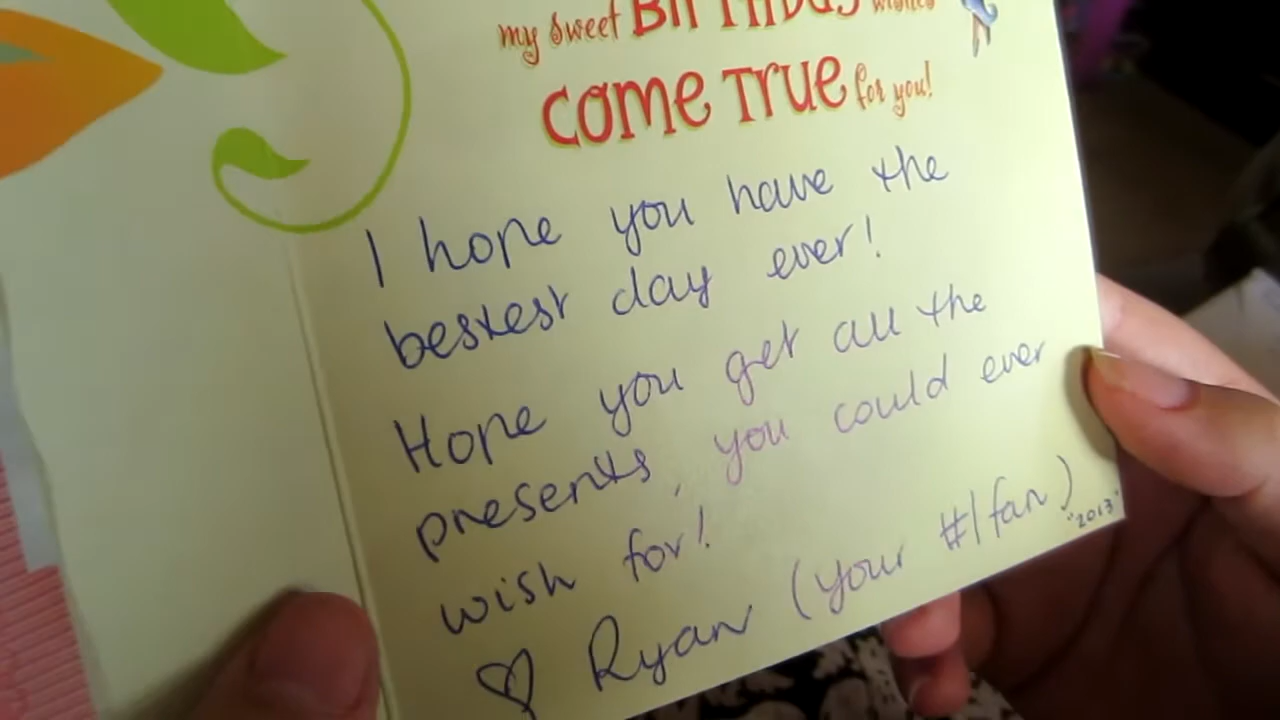 my sweet BIRTHDAY wishes
COME TRUE for you!
I hope you have the
bestest day ever!
Hope you get all the
presents, you could ever
wish for!
♡ Ryan (your #1 fan)
"2013"